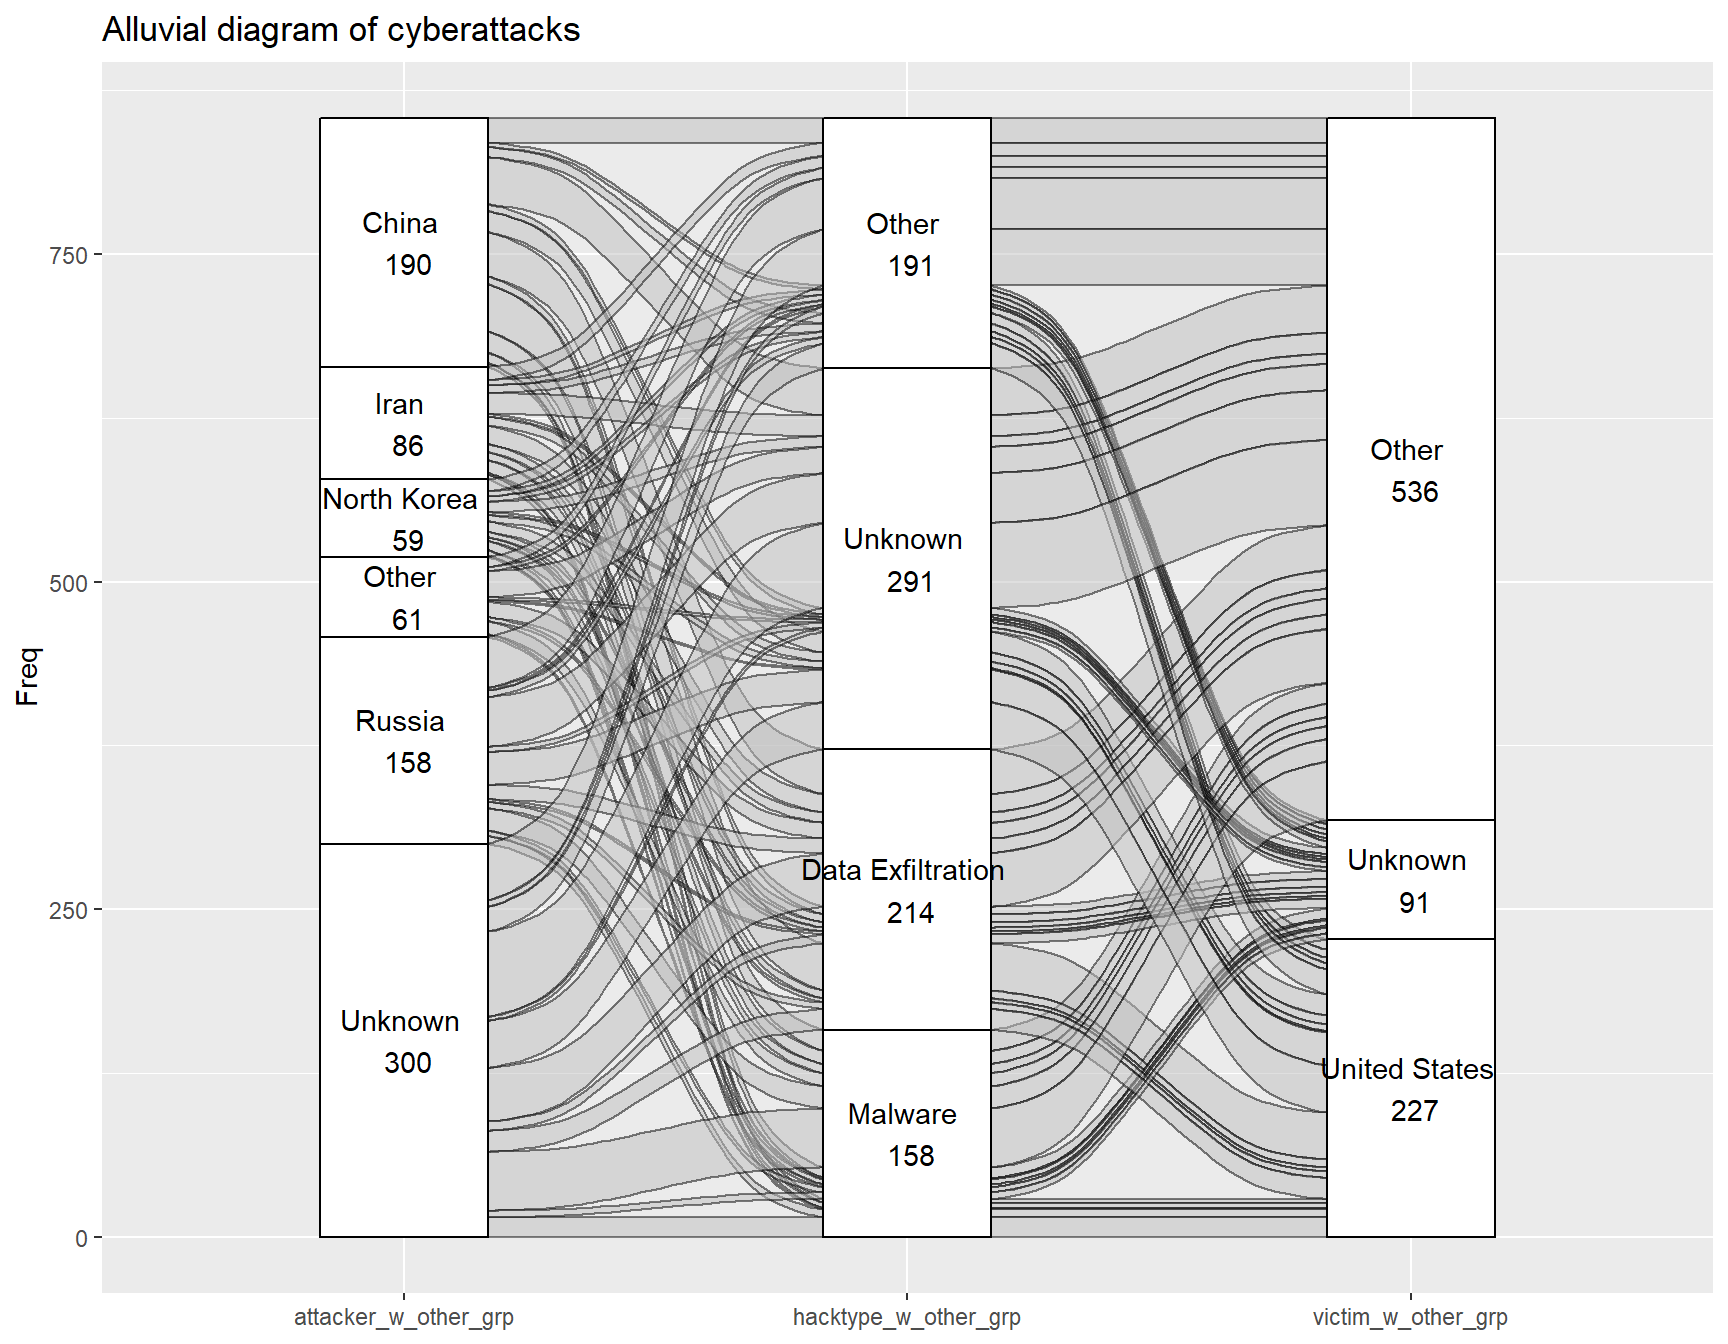 Alluvial diagram of cyberattacks
Freq
750
500
250
0
China
190
Iran
86
North Korea
59
Other
61
Russia
158
Unknown
300
Other
191
Unknown
291
Data Exfiltration
214
Malware
158
Other
536
Unknown
91
United States
227
attacker_w_other_grp
hacktype_w_other_grp
victim_w_other_grp